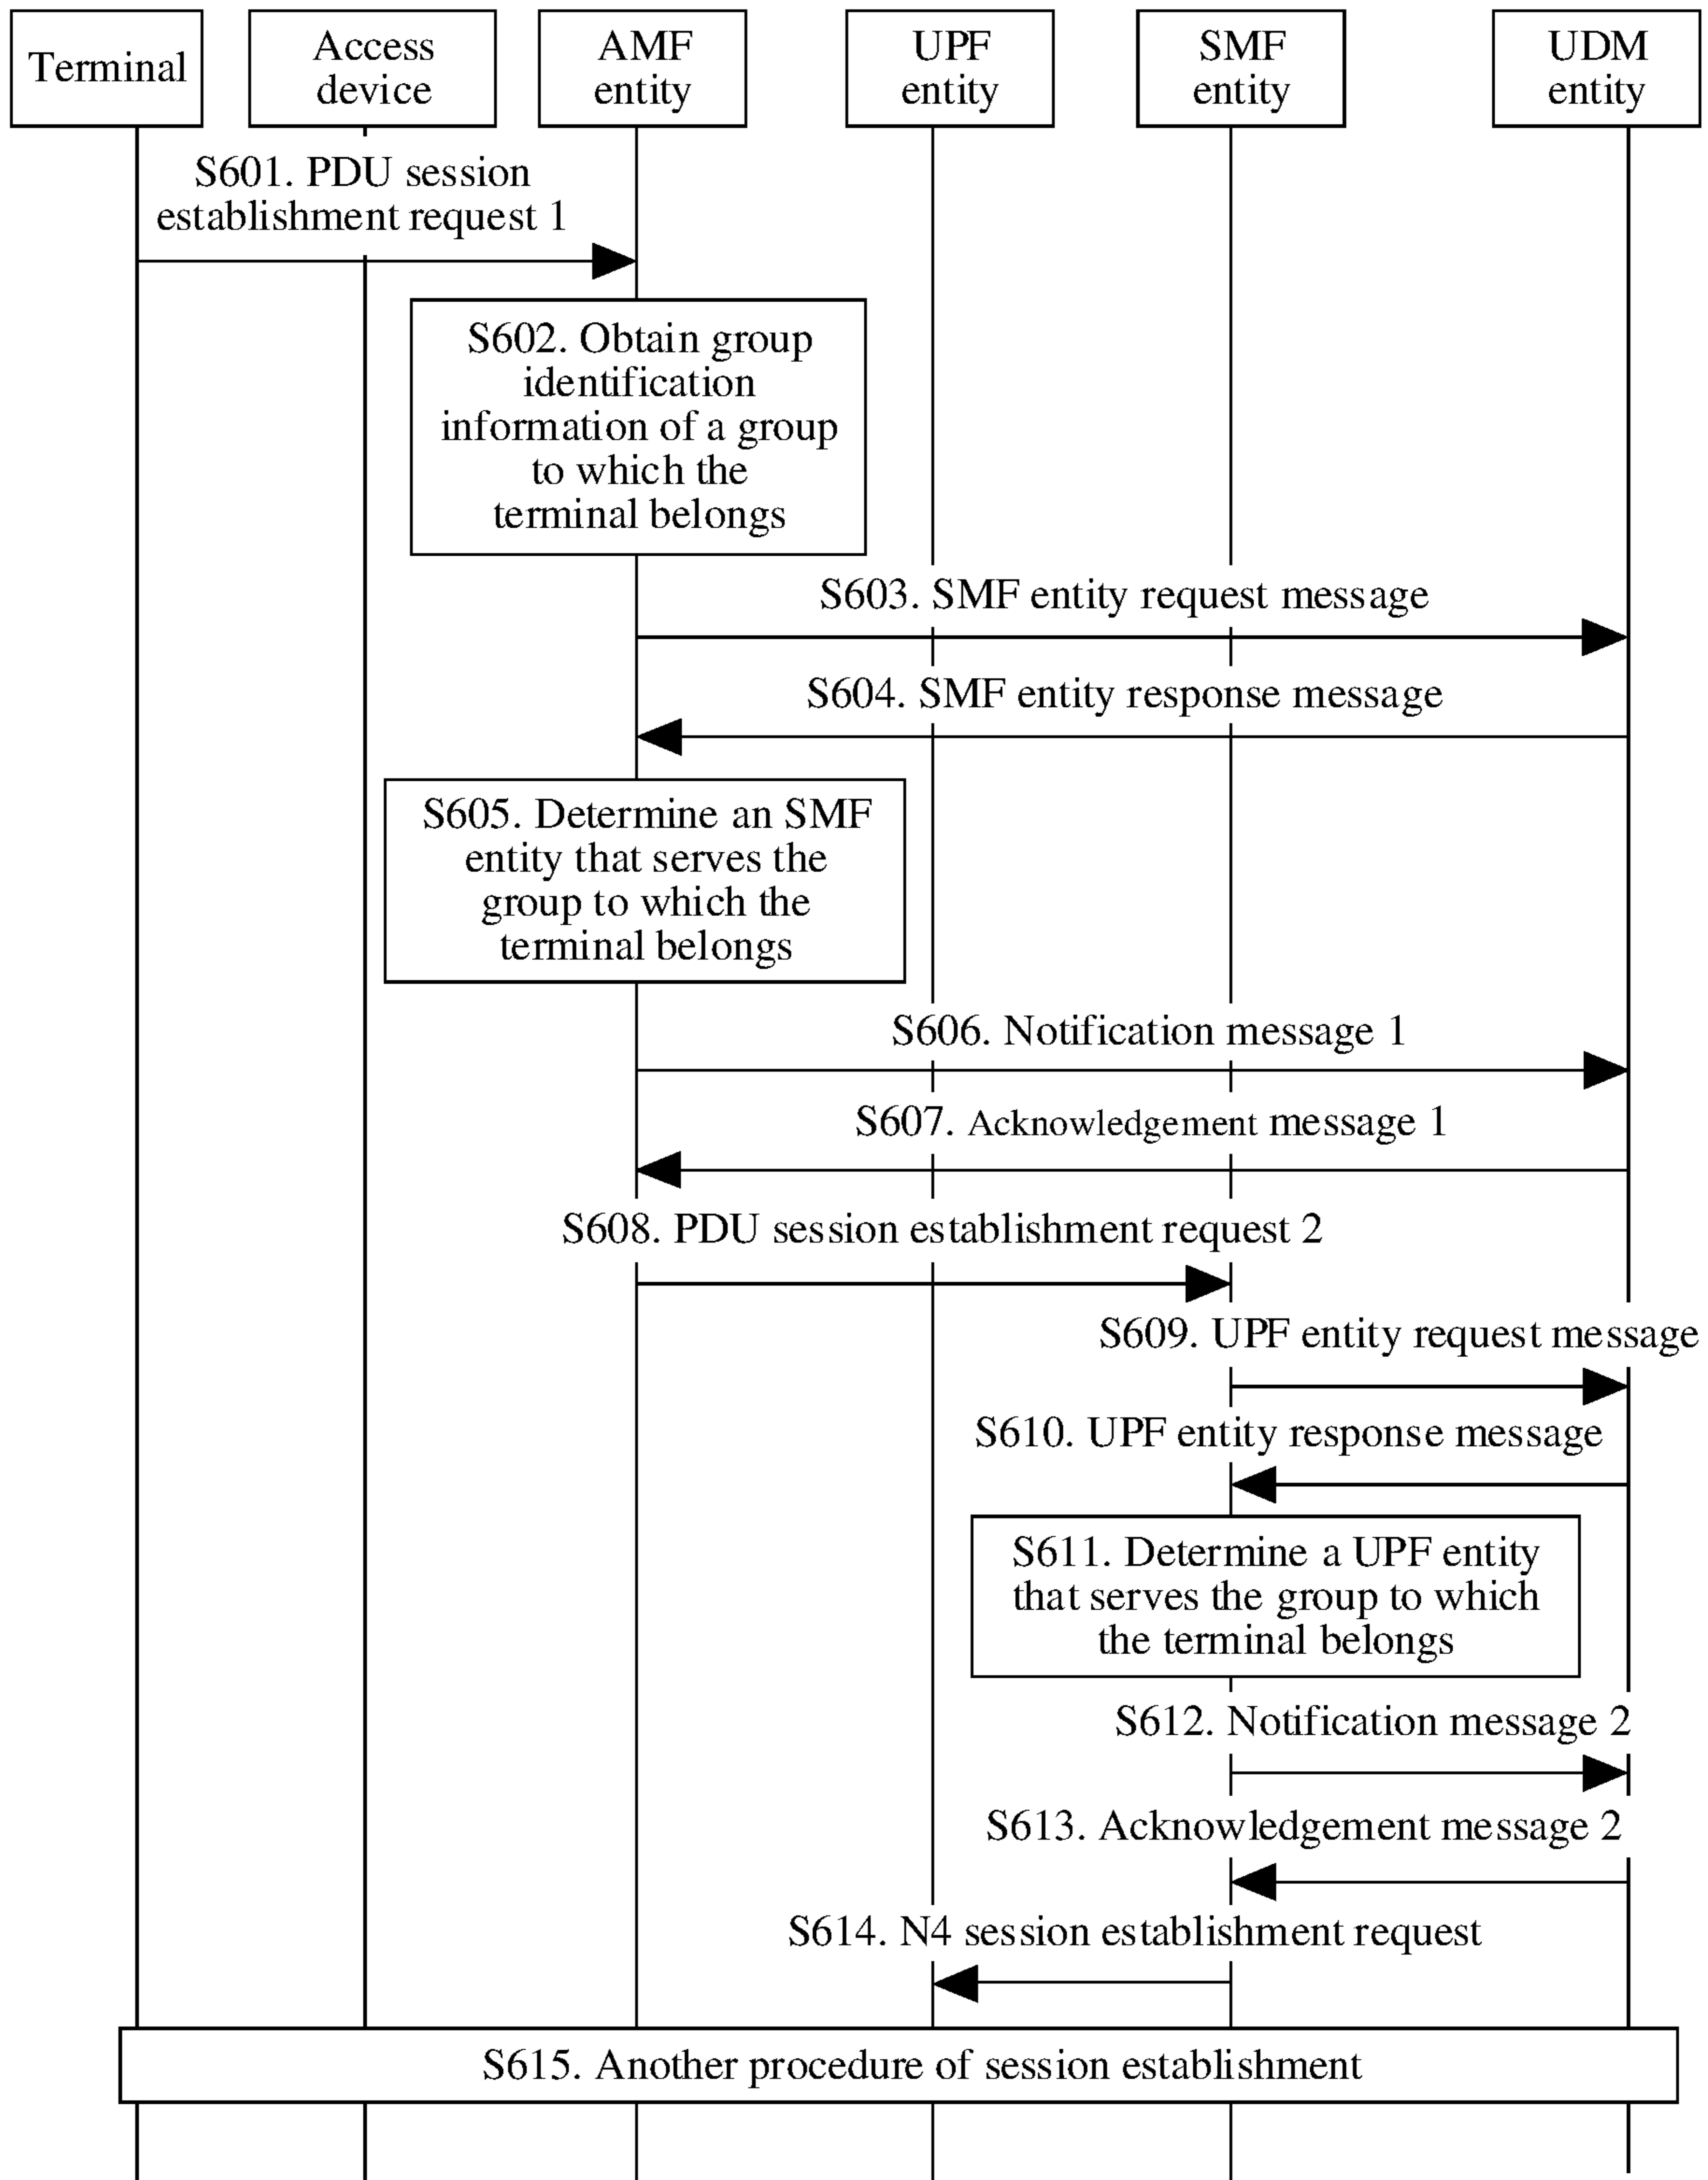 Terminal
Access
device
AMF
entity
UPF
entity
SMF
entity
UDM
entity
S601. PDU session
establishment request 1
S602. Obtain group
identification
information of a group
to which the
terminal belongs
S603. SMF entity request message
S604. SMF entity response message
S605. Determine an SMF
entity that serves the
group to which the
terminal belongs
S606. Notification message 1
S607. Acknowledgement message 1
S608. PDU session establishment request 2
S609. UPF entity request message
S610. UPF entity response message
S611. Determine a UPF entity
that serves the group to which
the terminal belongs
S612. Notification message 2
S613. Acknowledgement message 2
S614. N4 session establishment request
S615. Another procedure of session establishment